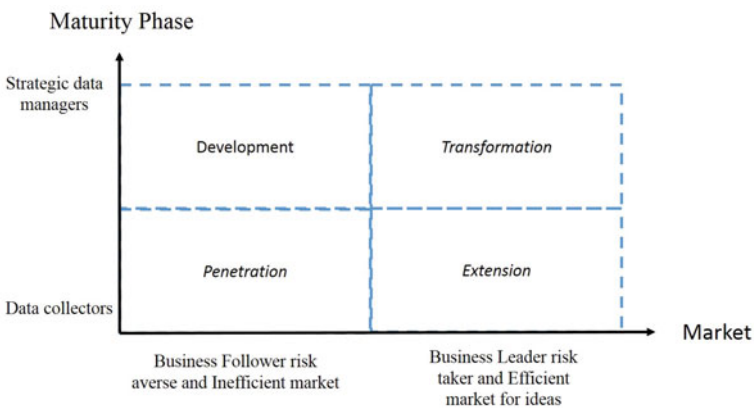 Maturity Phase
Strategic data
managers
Development
Transformation
Penetration
Extension
Data collectors
Market
Business Follower risk
averse and Inefficient market
Business Leader risk
taker and Efficient
market for ideas